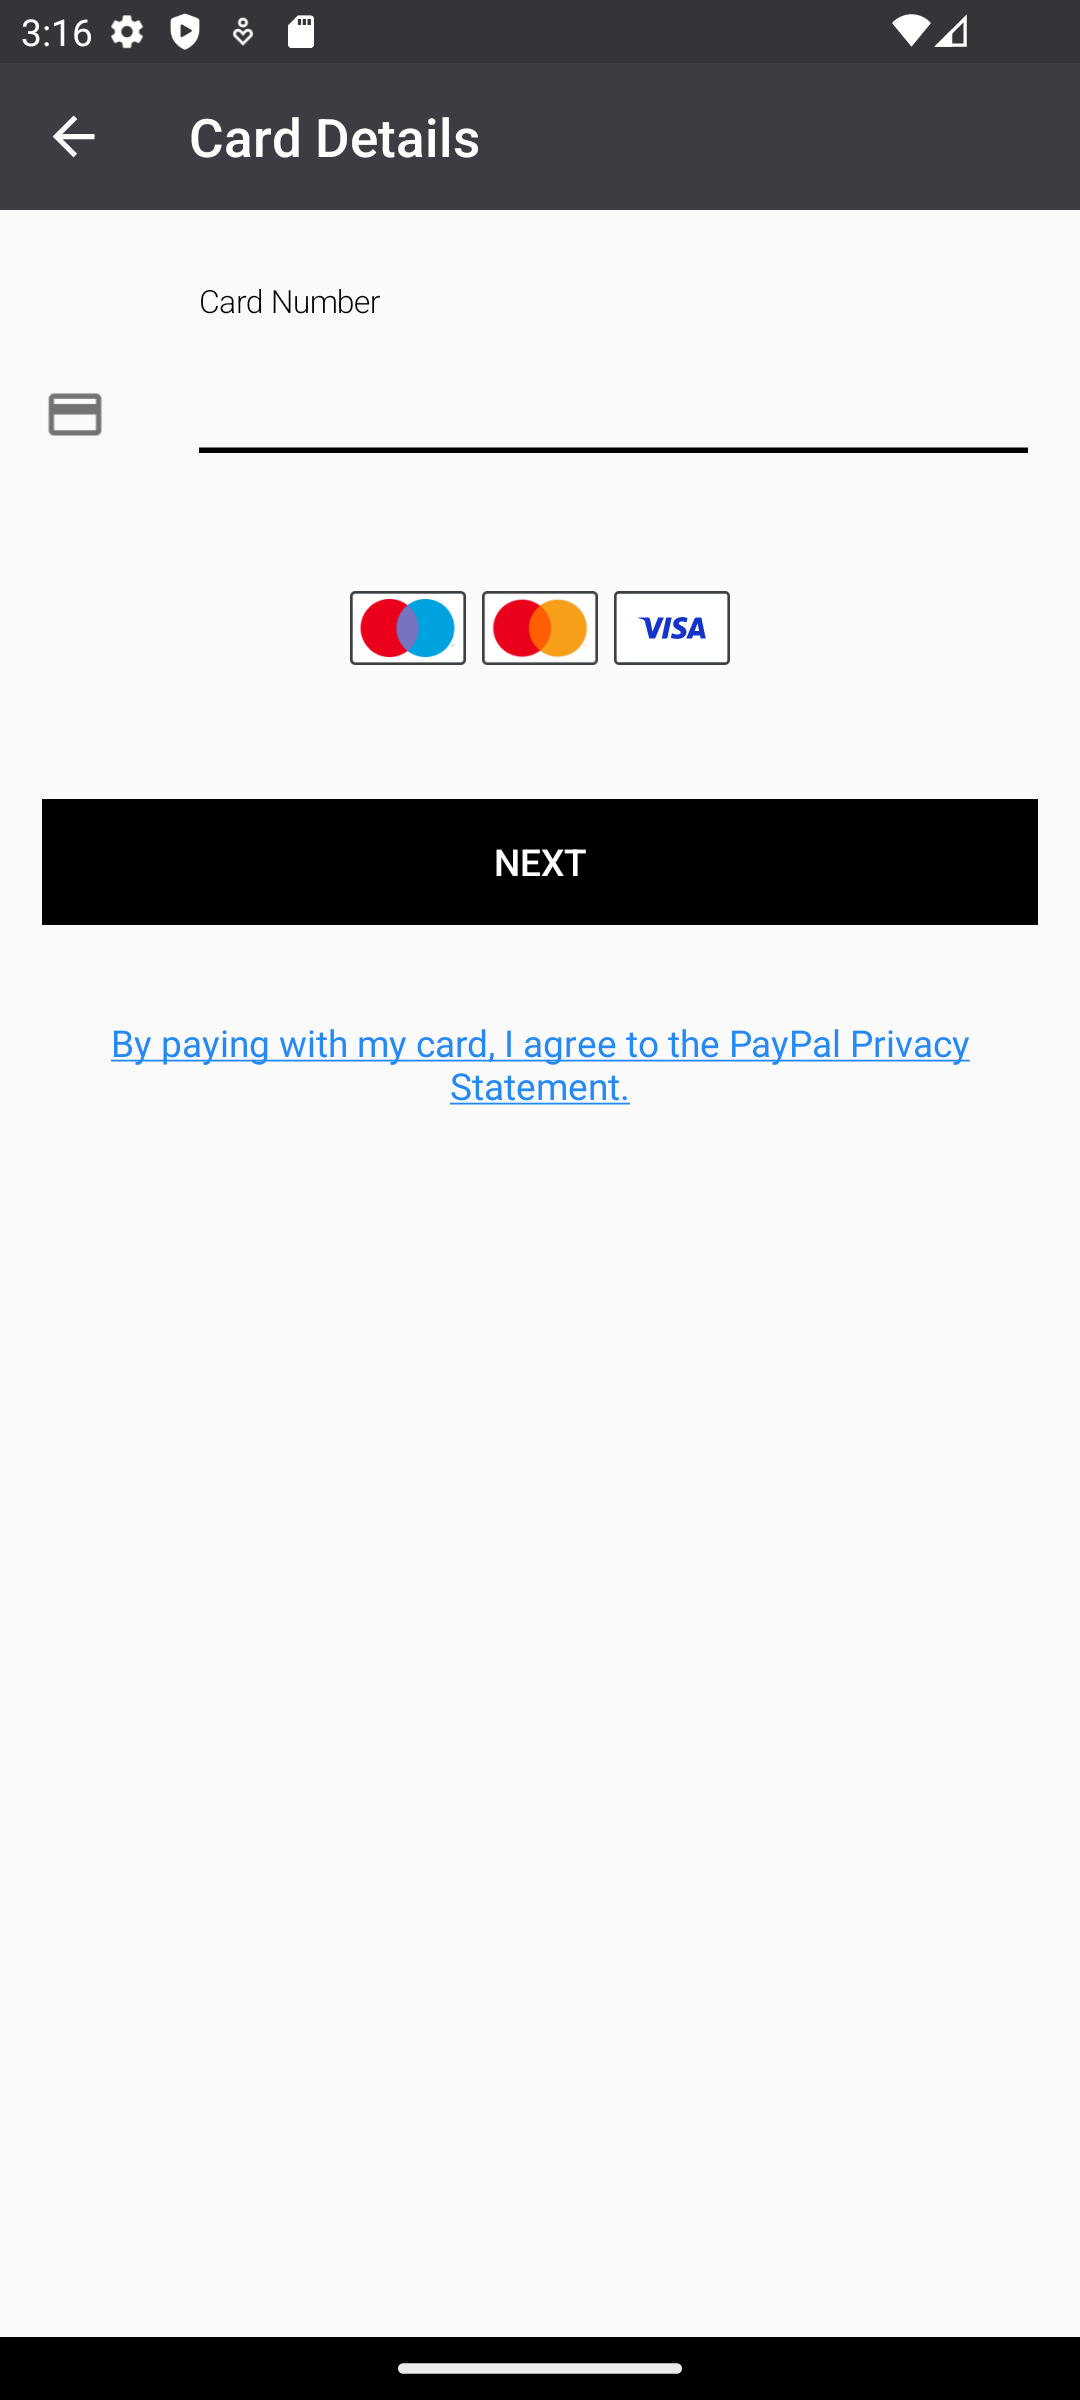 3:16
Card Details
Card Number
VISA
NEXT
By paying with my card, I agree to the PayPal Privacy
Statement.